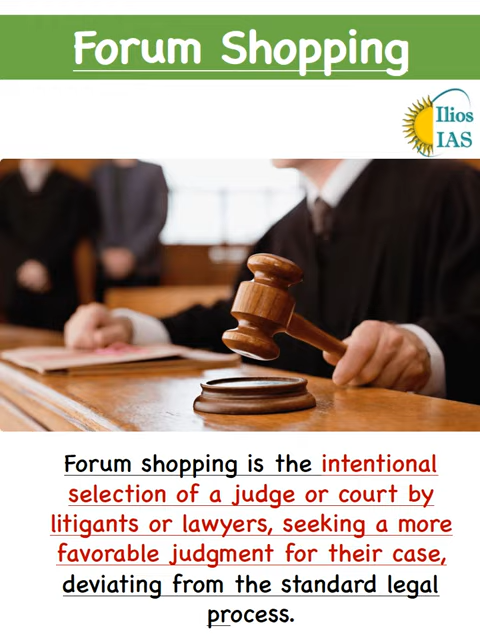 Forum Shopping
Ilios
IAS
Forum shopping is the intentional
selection of a judge or court by
litigants or lawyers, seeking a more
favorable judgment for their case,
deviating from the standard legal
process.